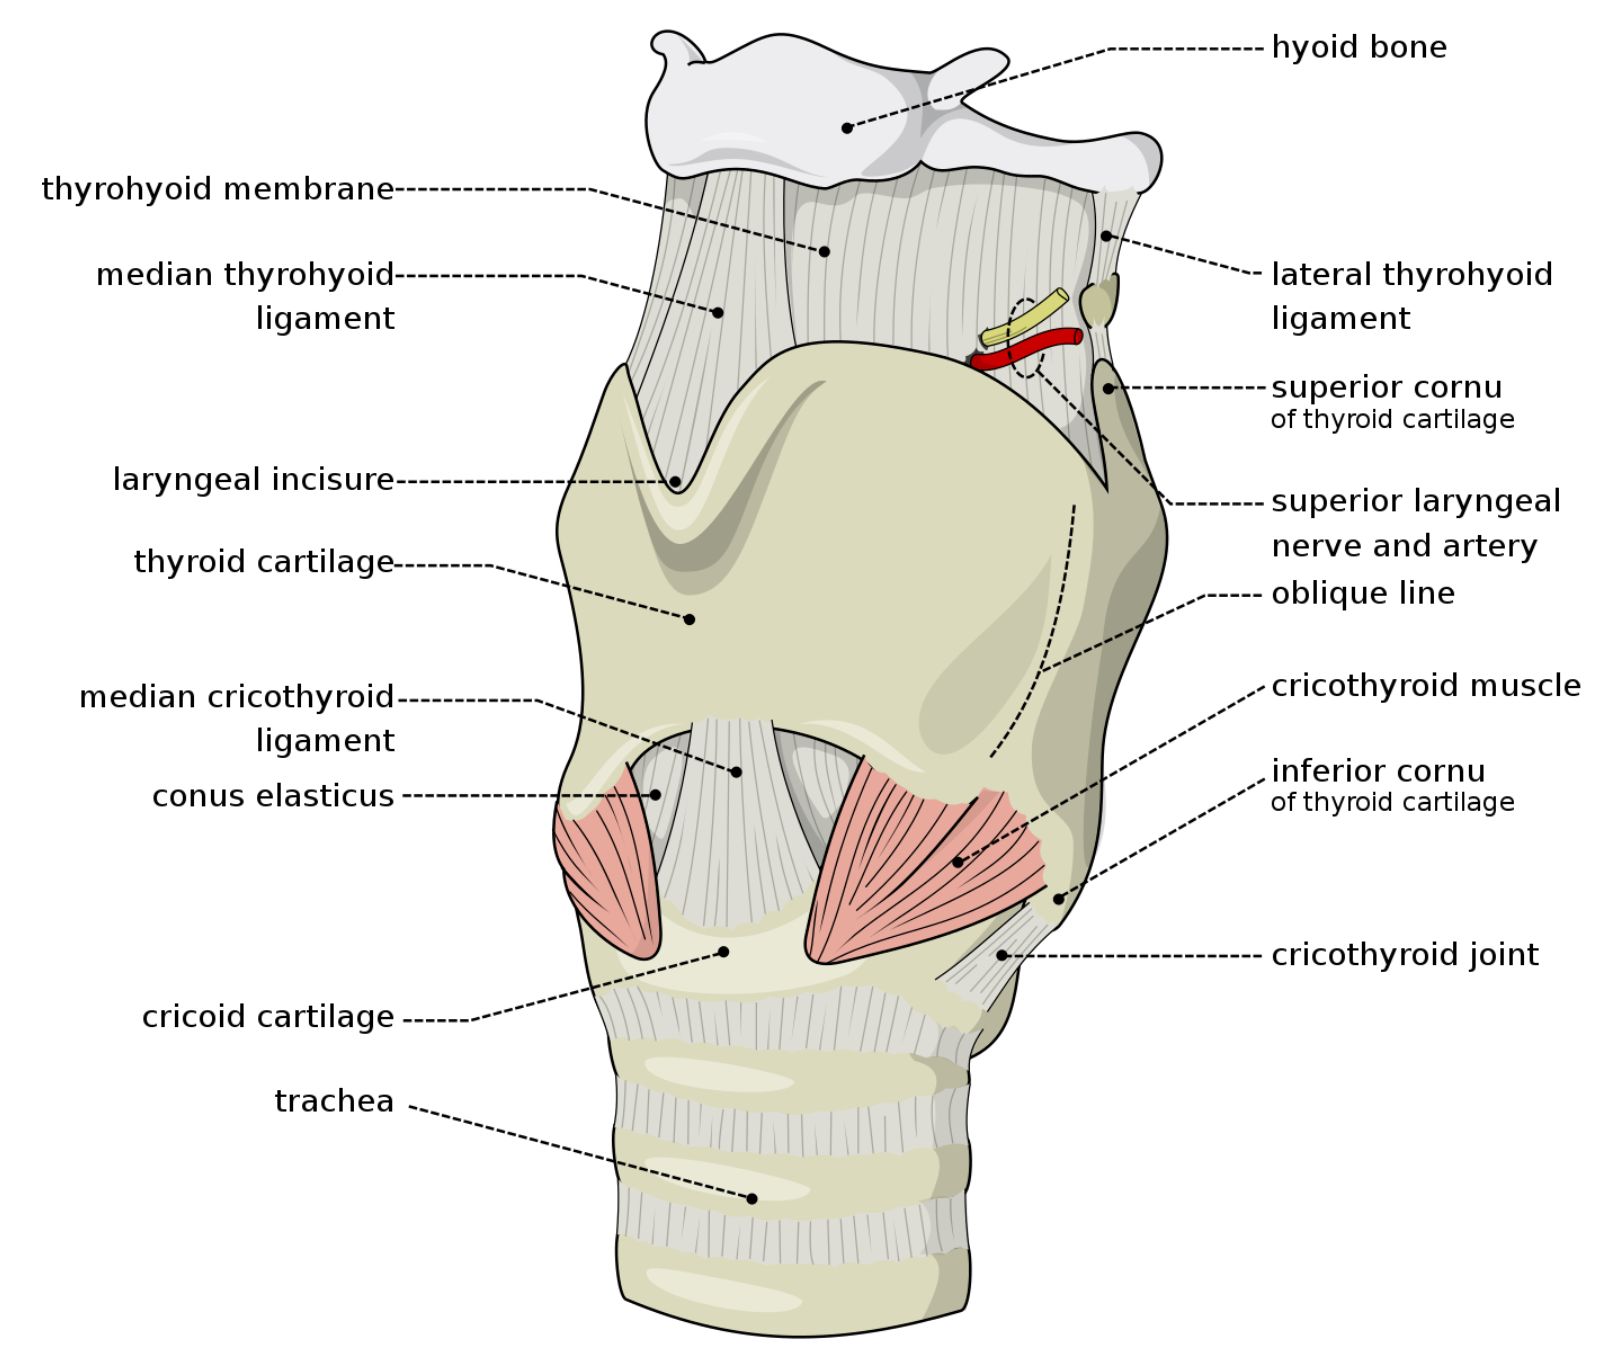 hyoid bone
thyrohyoid membrane
median thyrohyoid
ligament
laryngeal incisure
thyroid cartilage
median cricothyroid
ligament
conus elasticus
cricoid cartilage
trachea
lateral thyrohyoid
ligament
superior cornu
of thyroid cartilage
superior laryngeal
nerve and artery
oblique line
cricothyroid muscle
inferior cornu
of thyroid cartilage
cricothyroid joint